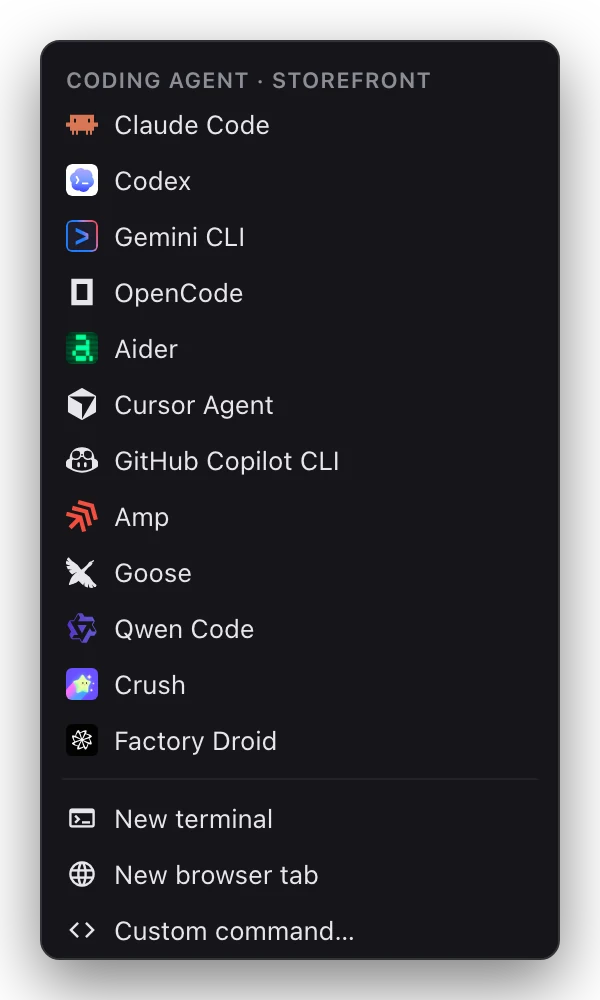 CODING AGENT · STOREFRONT
Claude Code
Codex
Gemini CLI
OpenCode
Aider
Cursor Agent
GitHub Copilot CLI
Amp
Goose
Qwen Code
Crush
Factory Droid
New terminal
New browser tab
Custom command...